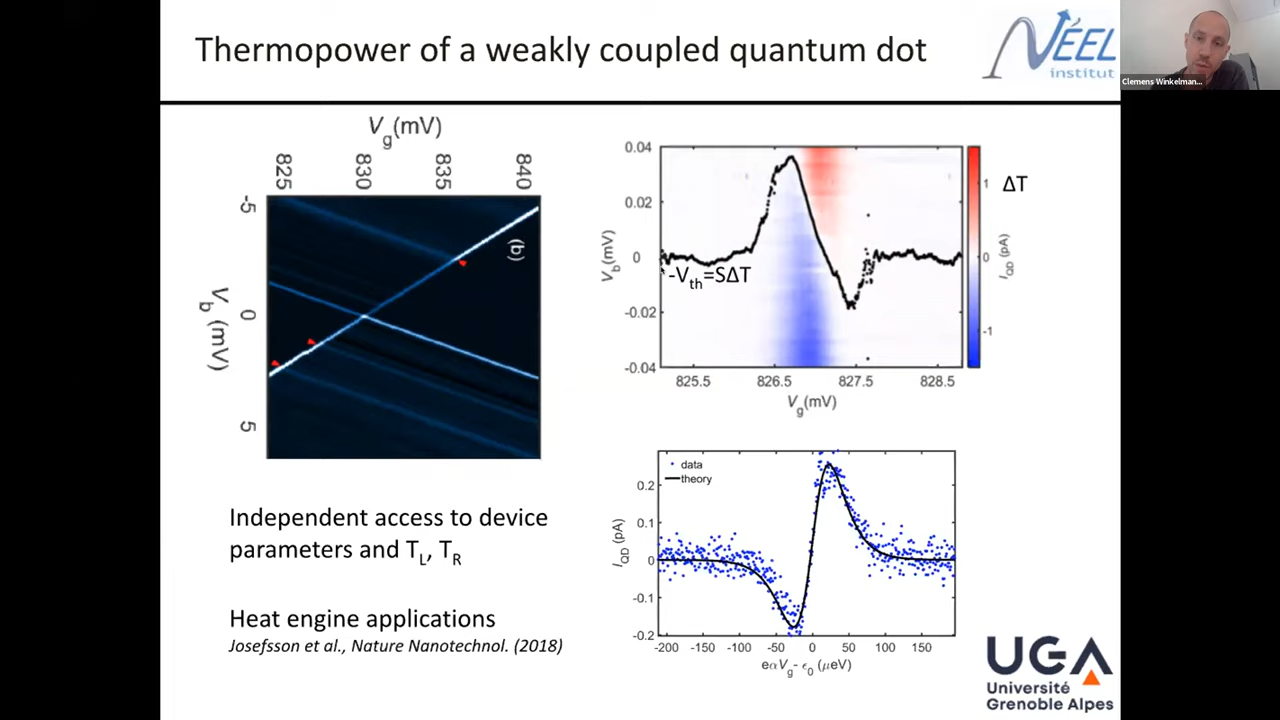 Thermopower of a weakly coupled quantum dot
NÉEL
institut
Clemens Winkelman...
Vg(mV)
825
830
835
840
-5
0
5
Vb (mV)
(b)
0.04
0.02
0
-0.02
-0.04
Vb(mV)
-Vth=SΔT
825.5
826.5
827.5
828.5
Vg(mV)
1
0
-1
IQD (pA)
ΔT
data
theory
0.2
0.1
0
-0.1
-0.2
IQD (pA)
-200
-150
-100
-50
0
50
100
150
eαVg- ϵ0 (μeV)
Independent access to device
parameters and TL, TR
Heat engine applications
Josefsson et al., Nature Nanotechnol. (2018)
UGA
Université
Grenoble Alpes